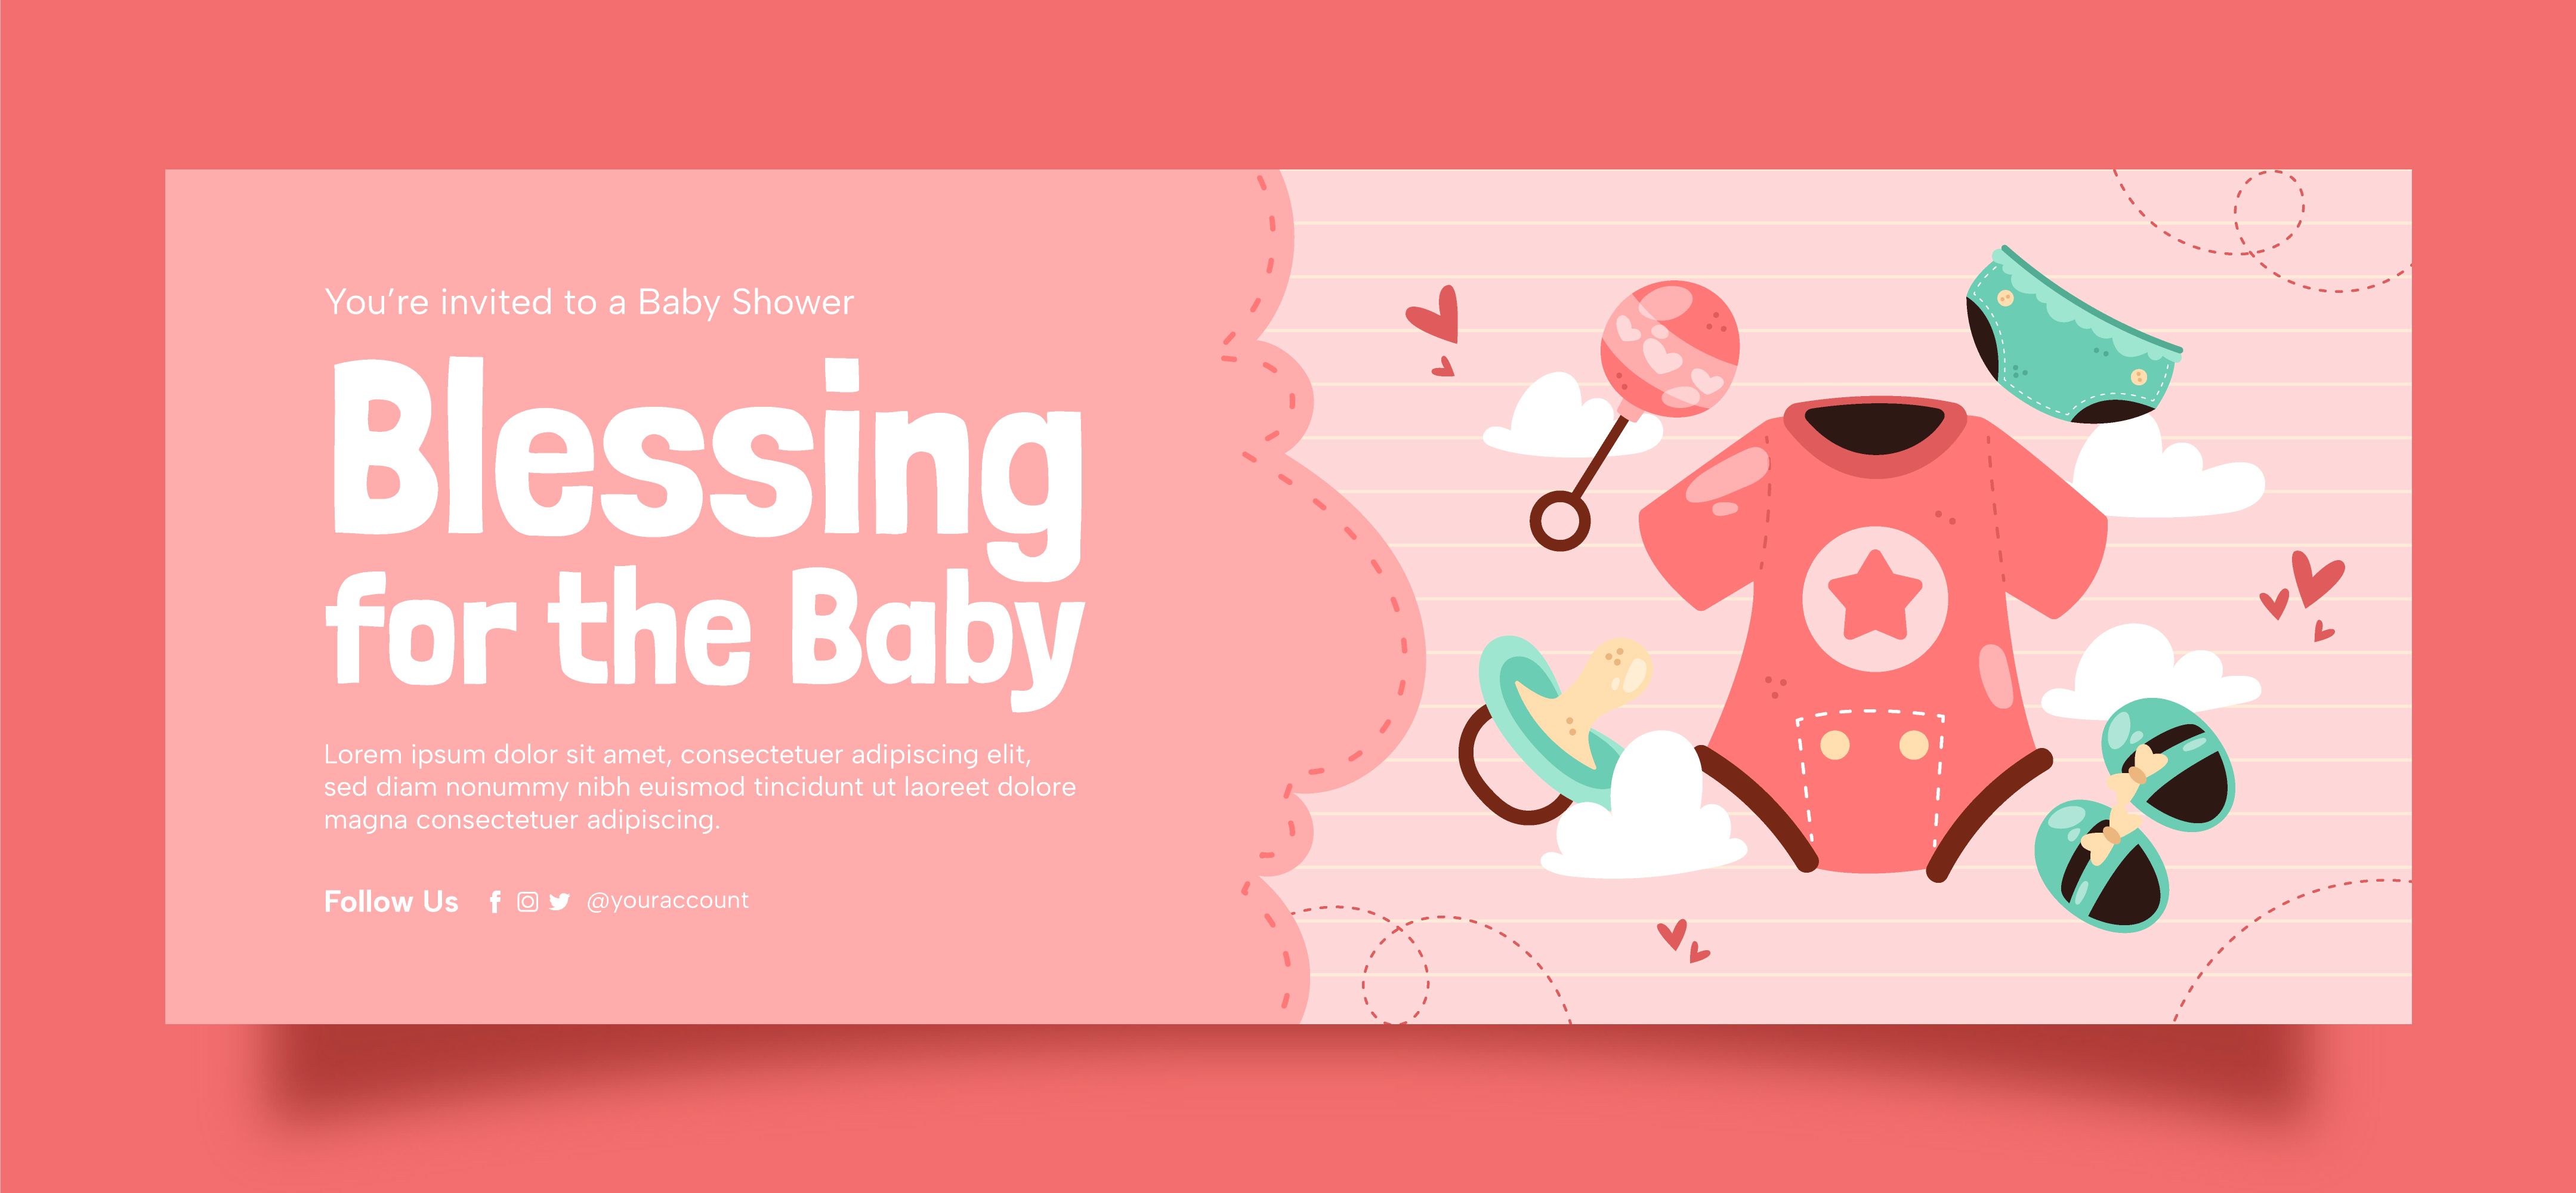 You’re invited to a Baby Shower
Blessing
for the Baby
Lorem ipsum dolor sit amet, consectetuer adipiscing elit,
sed diam nonummy nibh euismod tincidunt ut laoreet dolore
magna consectetuer adipiscing.
Follow Us @youraccount